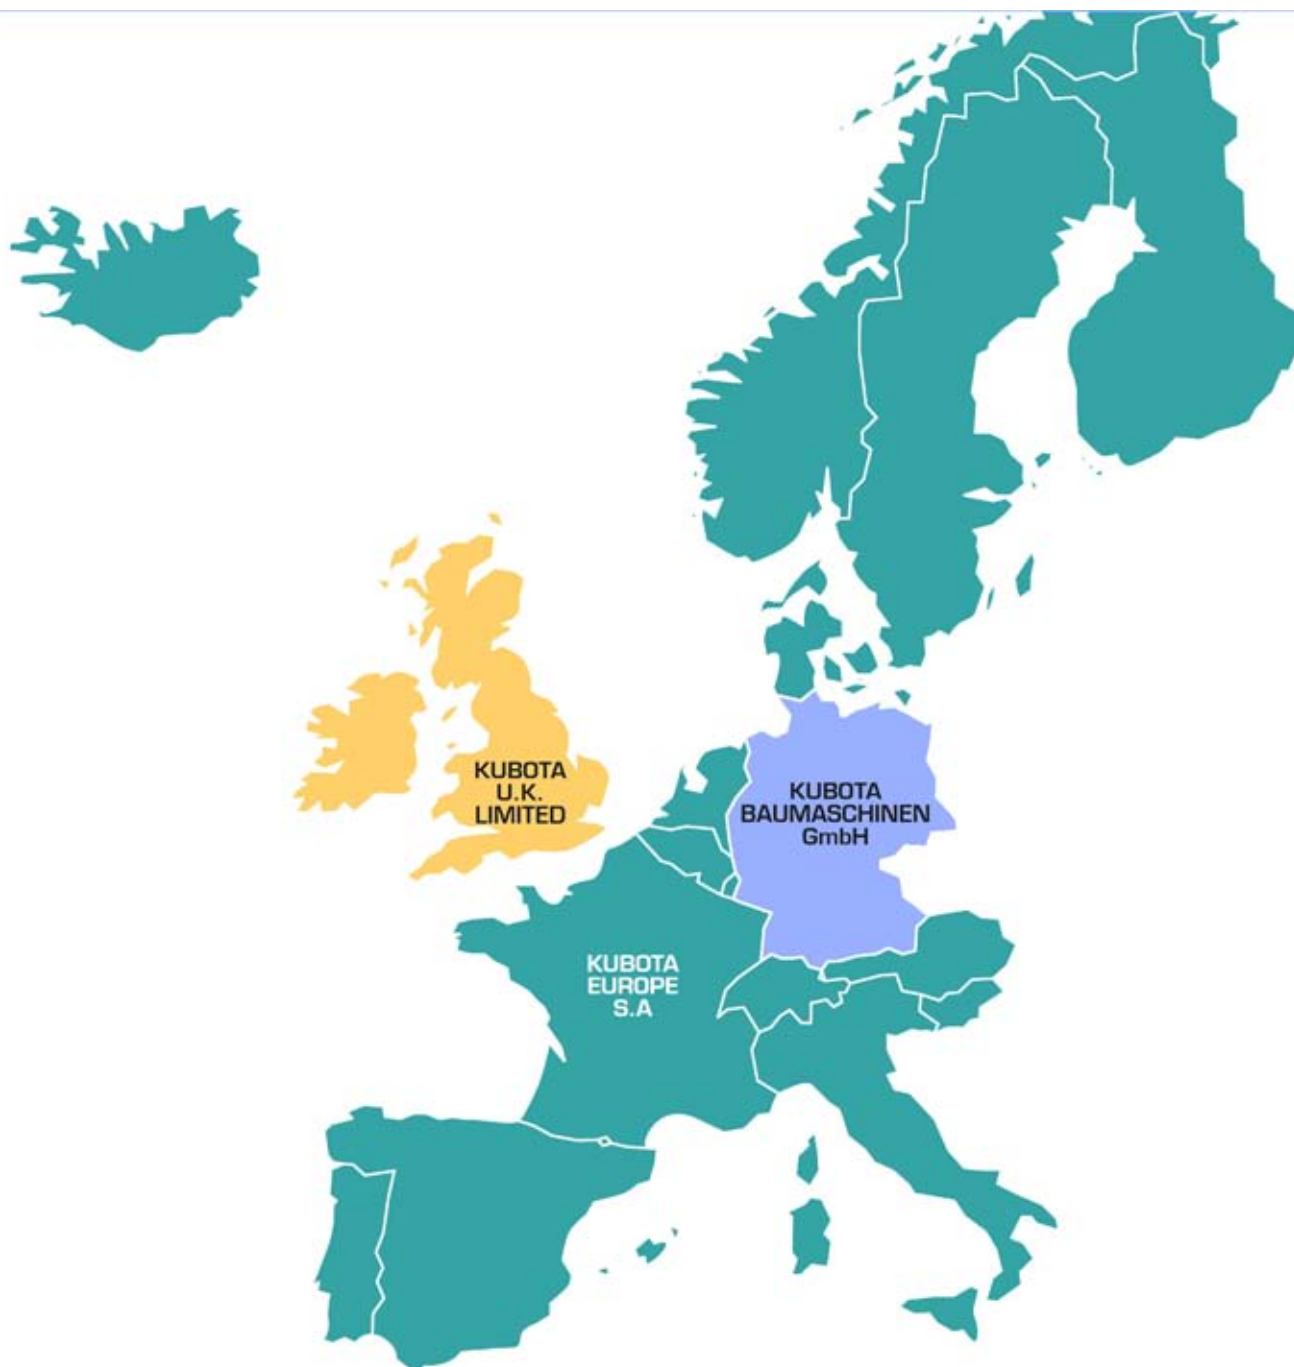 KUBOTA
U.K.
LIMITED
KUBOTA
BAUMASCHINEN
GmbH
KUBOTA
EUROPE
S.A